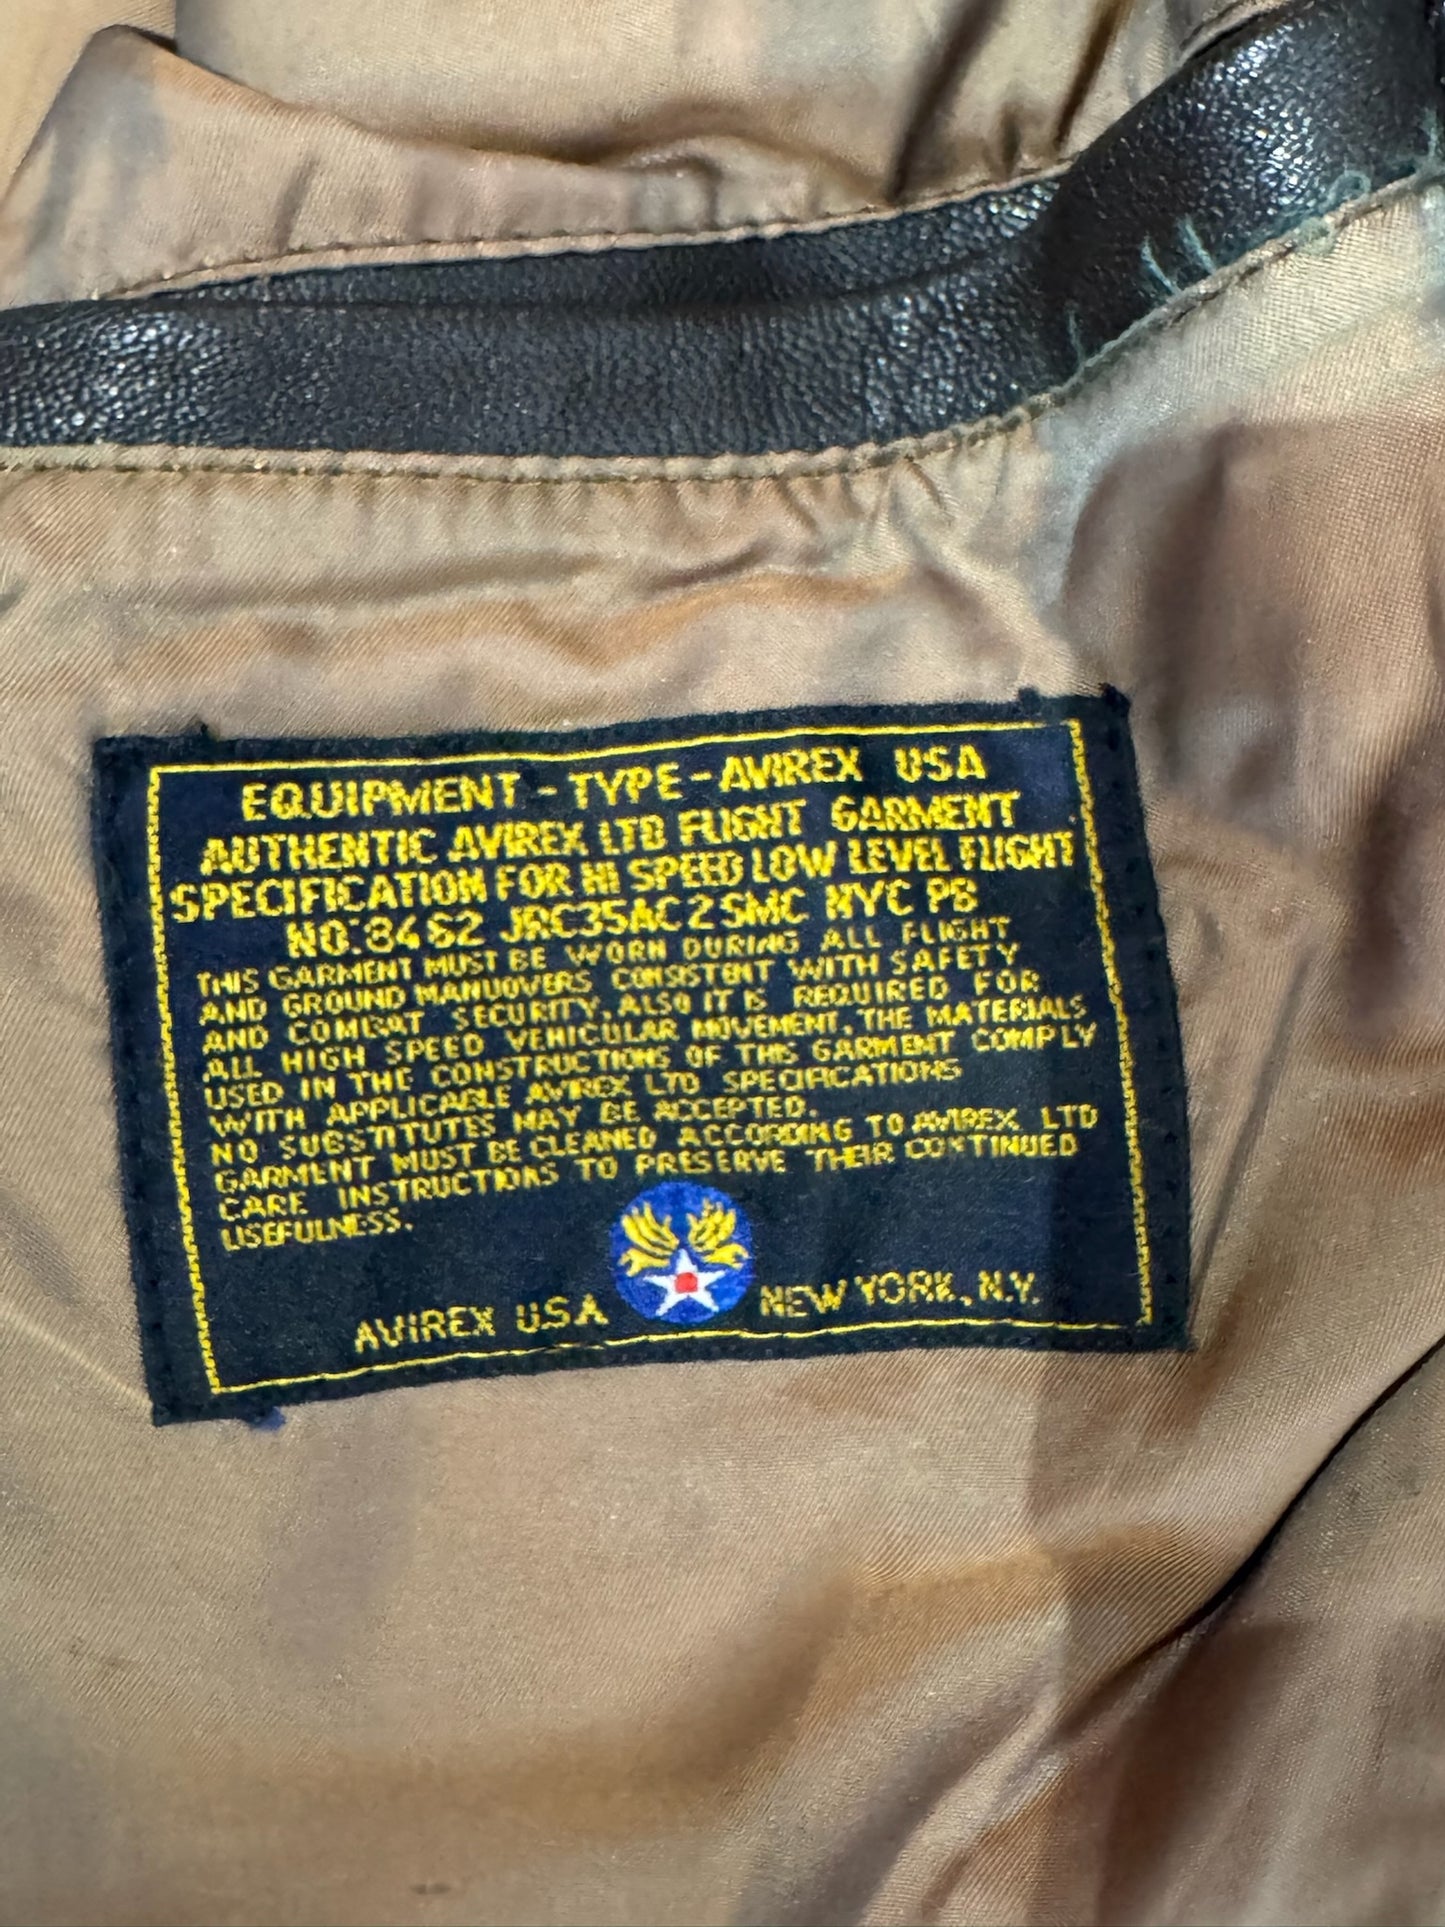 EQUIPMENT - TYPE - AVIREX USA
AUTHENTIC AVIREX LTD FLIGHT GARMENT
SPECIFICATION FOR HI SPEED LOW LEVEL FLIGHT
NO. 8462 JRC35AC2SMC NYC PB
THIS GARMENT MUST BE WORN DURING ALL FLIGHT
AND GROUND MANUOVERS CONSISTENT WITH SAFETY
AND COMBAT SECURITY. ALSO IT IS REQUIRED FOR
ALL HIGH SPEED VEHICULAR MOVEMENT. THE MATERIALS
USED IN THE CONSTRUCTIONS OF THIS GARMENT COMPLY
WITH APPLICABLE AVIREX LTD SPECIFICATIONS
NO SUBSTITUTES MAY BE ACCEPTED.
GARMENT MUST BE CLEANED ACCORDING TO AVIREX LTD
CARE INSTRUCTIONS TO PRESERVE THEIR CONTINUED
USEFULNESS.
AVIREX U.S.A NEW YORK, N.Y.